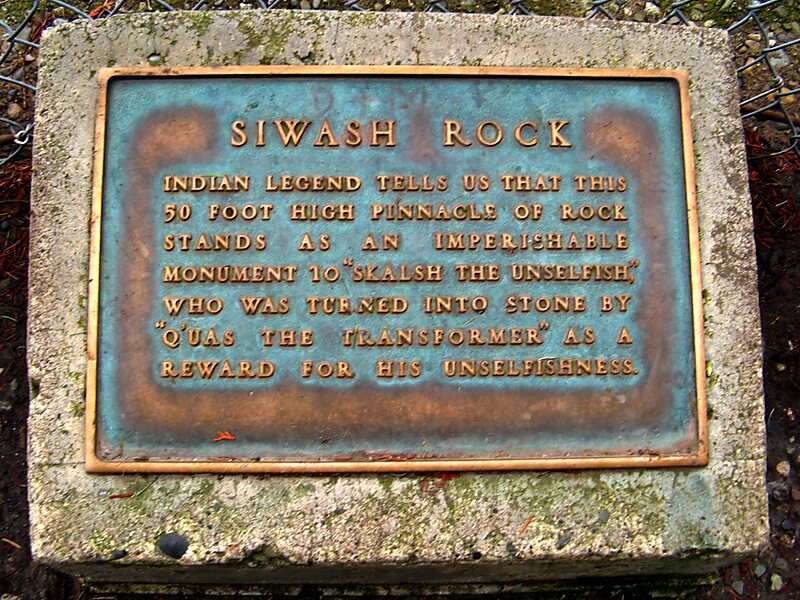 SIWASH ROCK
INDIAN LEGEND TELLS US THAT THIS
50 FOOT HIGH PINNACLE OF ROCK
STANDS AS AN IMPERISHABLE
MONUMENT TO "SKALSH THE UNSELFISH,"
WHO WAS TURNED INTO STONE BY
"Q'UAS THE TRANSFORMER" AS A
REWARD FOR HIS UNSELFISHNESS.